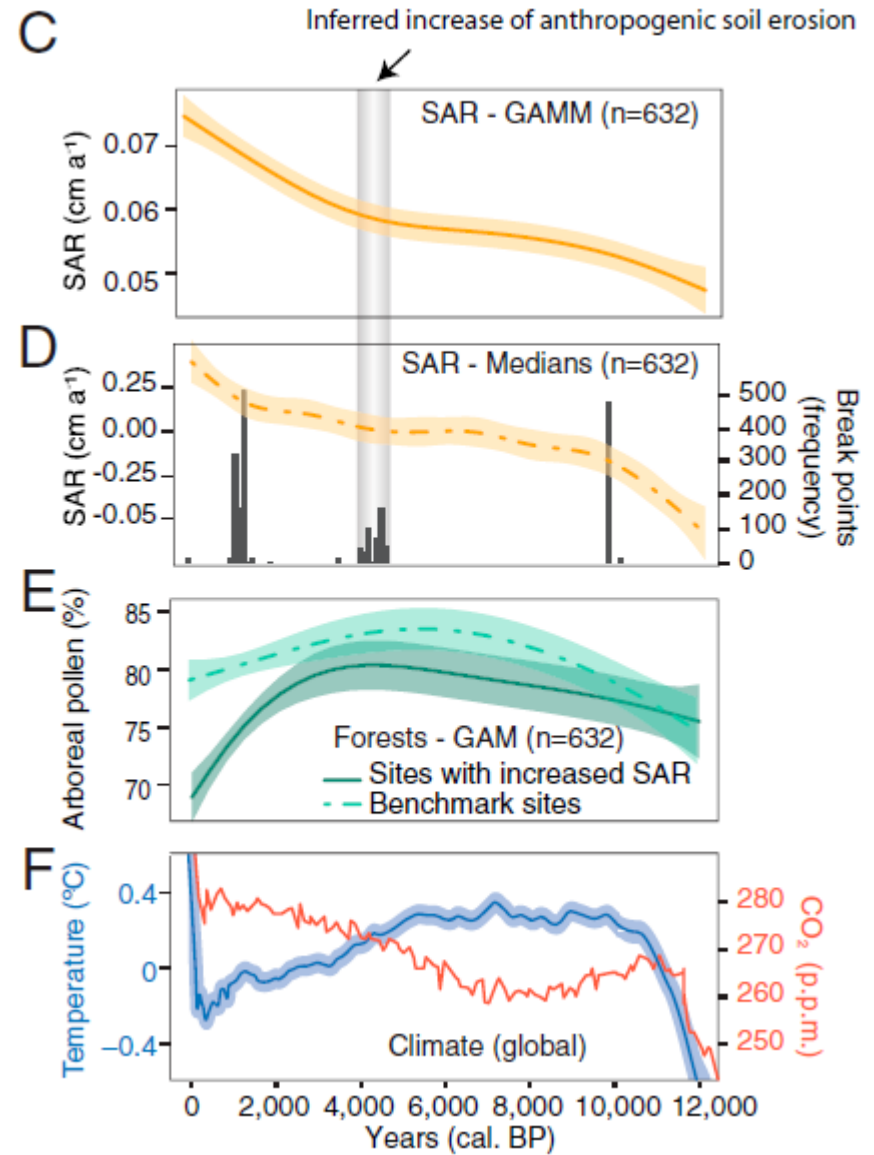 C
Inferred increase of anthropogenic soil erosion
SAR - GAMM (n=632)
SAR (cm a⁻¹)
0.07
0.06
0.05
D
SAR - Medians (n=632)
SAR (cm a⁻¹)
0.25
0.00
-0.25
-0.05
500
400
300
200
100
0
Break points
(frequency)
E
Arboreal pollen (%)
85
80
75
70
Forests - GAM (n=632)
Sites with increased SAR
Benchmark sites
F
Temperature (ºC)
0.4
0
−0.4
Climate (global)
280
270
260
250
CO₂ (p.p.m.)
0 2,000 4,000 6,000 8,000 10,000 12,000
Years (cal. BP)